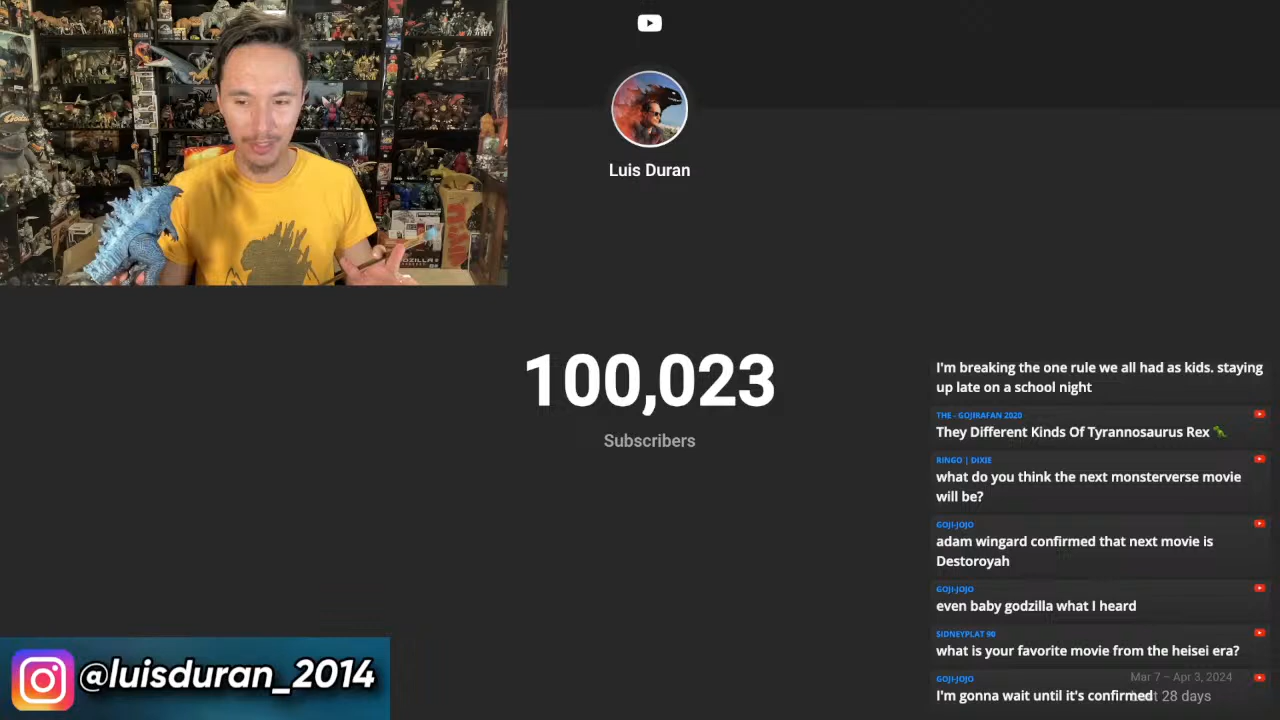 Luis Duran
100,023
Subscribers
I'm breaking the one rule we all had as kids. staying
up late on a school night
THE - GOJIRAFAN 2020
They Different Kinds Of Tyrannosaurus Rex 🦖
RINGO | DIXIE
what do you think the next monsterverse movie
will be?
GOJI-JOJO
adam wingard confirmed that next movie is
Destoroyah
GOJI-JOJO
even baby godzilla what I heard
SIDNEYPLAT 90
what is your favorite movie from the heisei era?
Mar 7 – Apr 3, 2024
GOJI-JOJO
I'm gonna wait until it's confirmed
28 days
@luisduran_2014